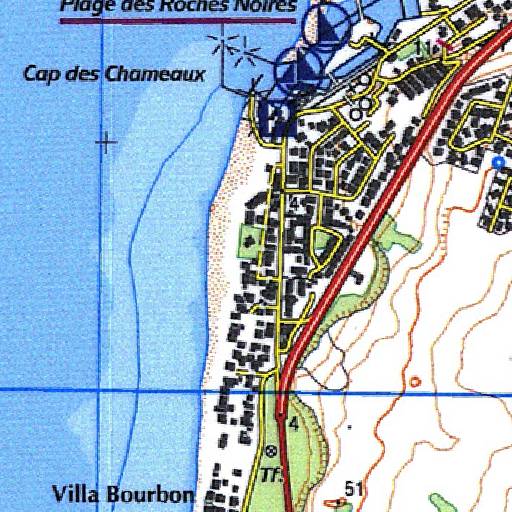 Plage des Roches Noires
11
Cap des Chameaux
4
4
Tf.
51
Villa Bourbon